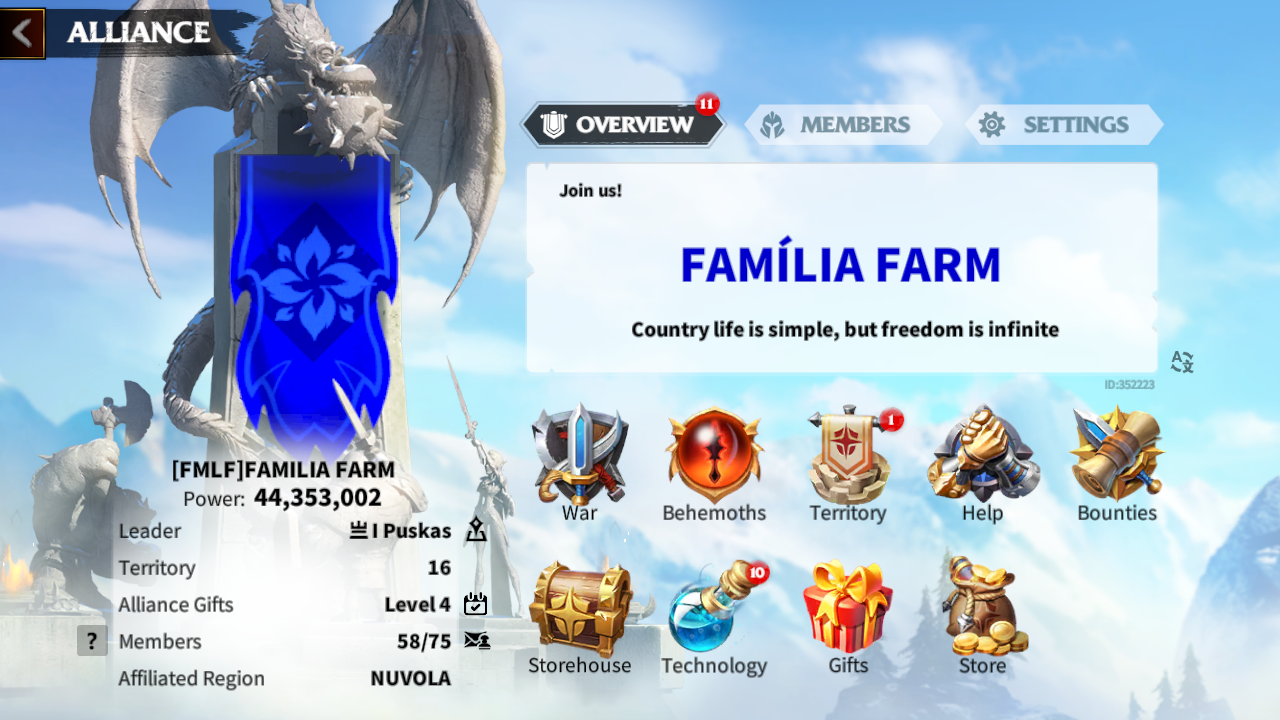 ALLIANCE
OVERVIEW
11
MEMBERS
SETTINGS
Join us!
FAMÍLIA FARM
Country life is simple, but freedom is infinite
ID:352223
[FMLF]FAMILIA FARM
Power: 44,353,002
Leader 亗I Puskas
Territory 16
Alliance Gifts Level 4
? Members 58/75
Affiliated Region NUVOLA
War
Behemoths
1
Territory
Help
Bounties
Storehouse
10
Technology
Gifts
Store